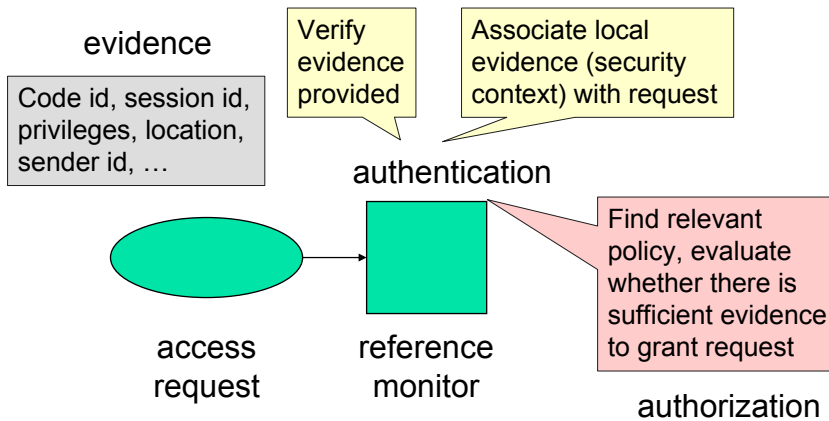 evidence
Code id, session id,
privileges, location,
sender id, …
Verify
evidence
provided
Associate local
evidence (security
context) with request
authentication
Find relevant
policy, evaluate
whether there is
sufficient evidence
to grant request
access
request
reference
monitor
authorization